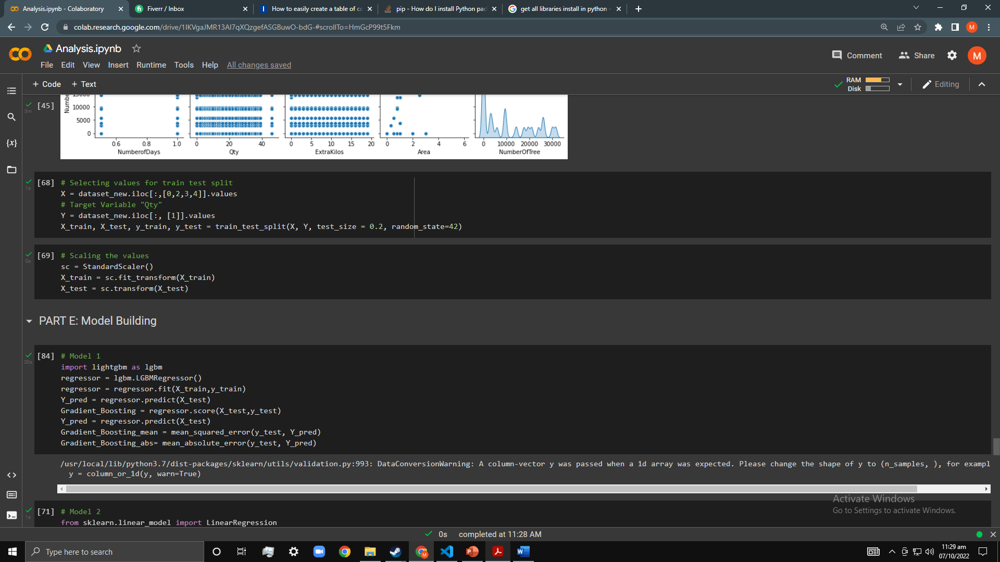 Analysis.ipynb - Colaboratory
Fiverr / Inbox
How to easily create a table of co
pip - How do I install Python pac
get all libraries install in python -
colab.research.google.com/drive/1IKVgaJMR13Al7qXQzgefASGBuwO-bdG-#scrollTo=HmGcP99t5Fkm
M
Analysis.ipynb
Comment
Share
M
File Edit View Insert Runtime Tools Help All changes saved
+ Code + Text
RAM
Disk
Editing
[45]
3m
Numbe
15000
10000
5000
0
0.6 0.8 1.0
0 20 40
0 5 10 15 20
0 2 4 6
0 10000 20000 30000
NumberofDays
Qty
ExtraKilos
Area
NumberOfTree
[68]
1s
# Selecting values for train test split
X = dataset_new.iloc[:,[0,2,3,4]].values
# Target Variable "Qty"
Y = dataset_new.iloc[:, [1]].values
X_train, X_test, y_train, y_test = train_test_split(X, Y, test_size = 0.2, random_state=42)
[69]
0s
# Scaling the values
sc = StandardScaler()
X_train = sc.fit_transform(X_train)
X_test = sc.transform(X_test)
PART E: Model Building
[84]
30s
# Model 1
import lightgbm as lgbm
regressor = lgbm.LGBMRegressor()
regressor = regressor.fit(X_train,y_train)
Y_pred = regressor.predict(X_test)
Gradient_Boosting = regressor.score(X_test,y_test)
Y_pred = regressor.predict(X_test)
Gradient_Boosting_mean = mean_squared_error(y_test, Y_pred)
Gradient_Boosting_abs= mean_absolute_error(y_test, Y_pred)
/usr/local/lib/python3.7/dist-packages/sklearn/utils/validation.py:993: DataConversionWarning: A column-vector y was passed when a 1d array was expected. Please change the shape of y to (n_samples, ), for exampl
y = column_or_1d(y, warn=True)
Activate Windows
Go to Settings to activate Windows.
[71]
1s
# Model 2
from sklearn.linear_model import LinearRegression
0s completed at 11:28 AM
Type here to search
11:29 am
07/10/2022